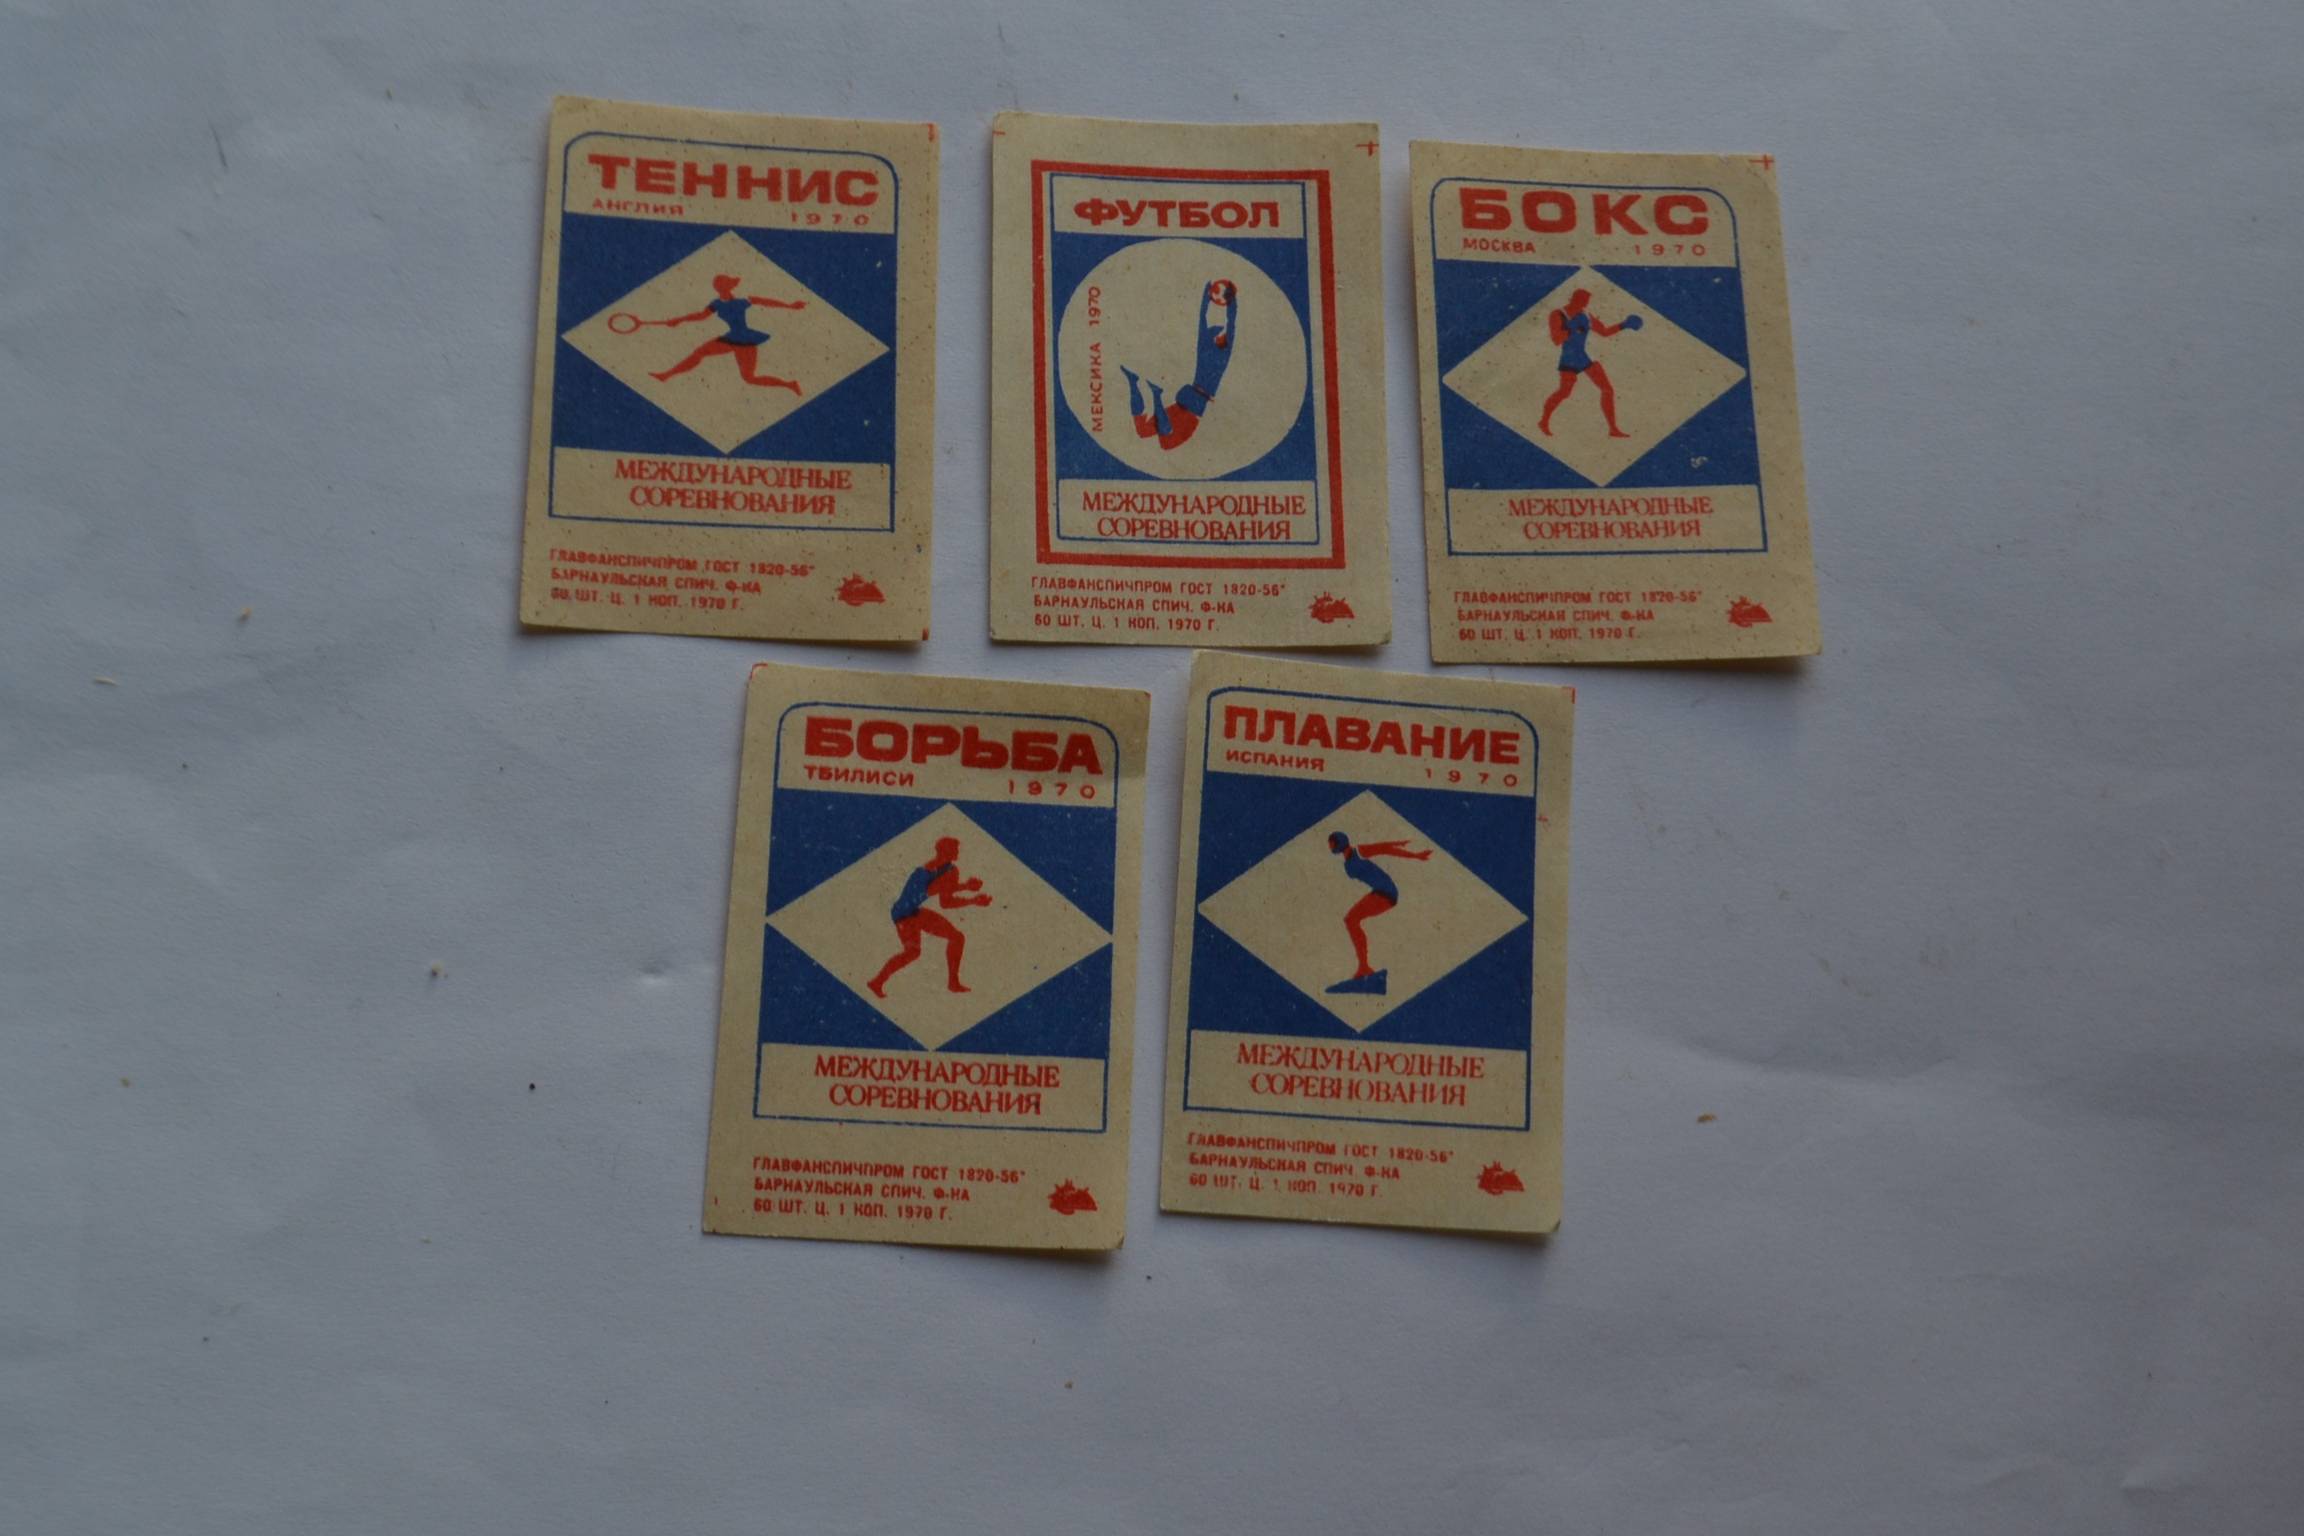 ТЕННИС
АНГЛИЯ 1970
МЕЖДУНАРОДНЫЕ
СОРЕВНОВАНИЯ
ГЛАВФАНСПИЧПРОМ ГОСТ 1820-56*
БАРНАУЛЬСКАЯ СПИЧ. Ф-КА
60 ШТ. Ц. 1 КОП. 1970 Г.
ФУТБОЛ
МЕКСИКА 1970
МЕЖДУНАРОДНЫЕ
СОРЕВНОВАНИЯ
ГЛАВФАНСПИЧПРОМ ГОСТ 1820-56*
БАРНАУЛЬСКАЯ СПИЧ. Ф-КА
60 ШТ. Ц. 1 КОП. 1970 Г.
БОКС
МОСКВА 1970
МЕЖДУНАРОДНЫЕ
СОРЕВНОВАНИЯ
ГЛАВФАНСПИЧПРОМ ГОСТ 1820-56*
БАРНАУЛЬСКАЯ СПИЧ. Ф-КА
60 ШТ. Ц. 1 КОП. 1970 Г.
БОРЬБА
ТБИЛИСИ 1970
МЕЖДУНАРОДНЫЕ
СОРЕВНОВАНИЯ
ГЛАВФАНСПИЧПРОМ ГОСТ 1820-56*
БАРНАУЛЬСКАЯ СПИЧ. Ф-КА
60 ШТ. Ц. 1 КОП. 1970 Г.
ПЛАВАНИЕ
ИСПАНИЯ 1970
МЕЖДУНАРОДНЫЕ
СОРЕВНОВАНИЯ
ГЛАВФАНСПИЧПРОМ ГОСТ 1820-56*
БАРНАУЛЬСКАЯ СПИЧ. Ф-КА
60 ШТ. Ц. 1 КОП. 1970 Г.